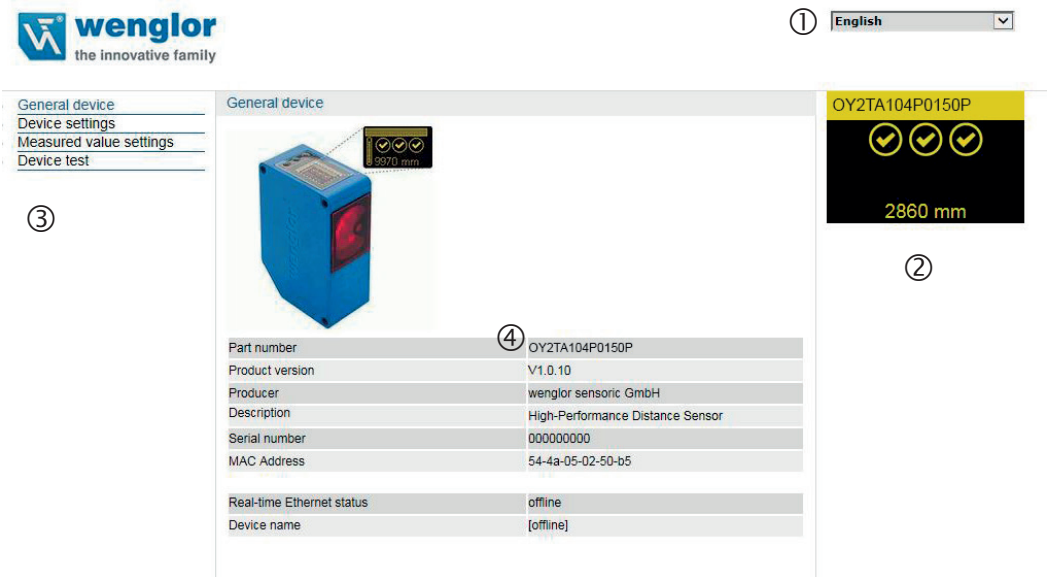 wenglor
the innovative family
① English
General device
Device settings
Measured value settings
Device test
③
General device
9970 mm
Part number ④ OY2TA104P0150P
Product version V1.0.10
Producer wenglor sensoric GmbH
Description High-Performance Distance Sensor
Serial number 000000000
MAC Address 54-4a-05-02-50-b5
Real-time Ethernet status offline
Device name [offline]
OY2TA104P0150P
2860 mm
②